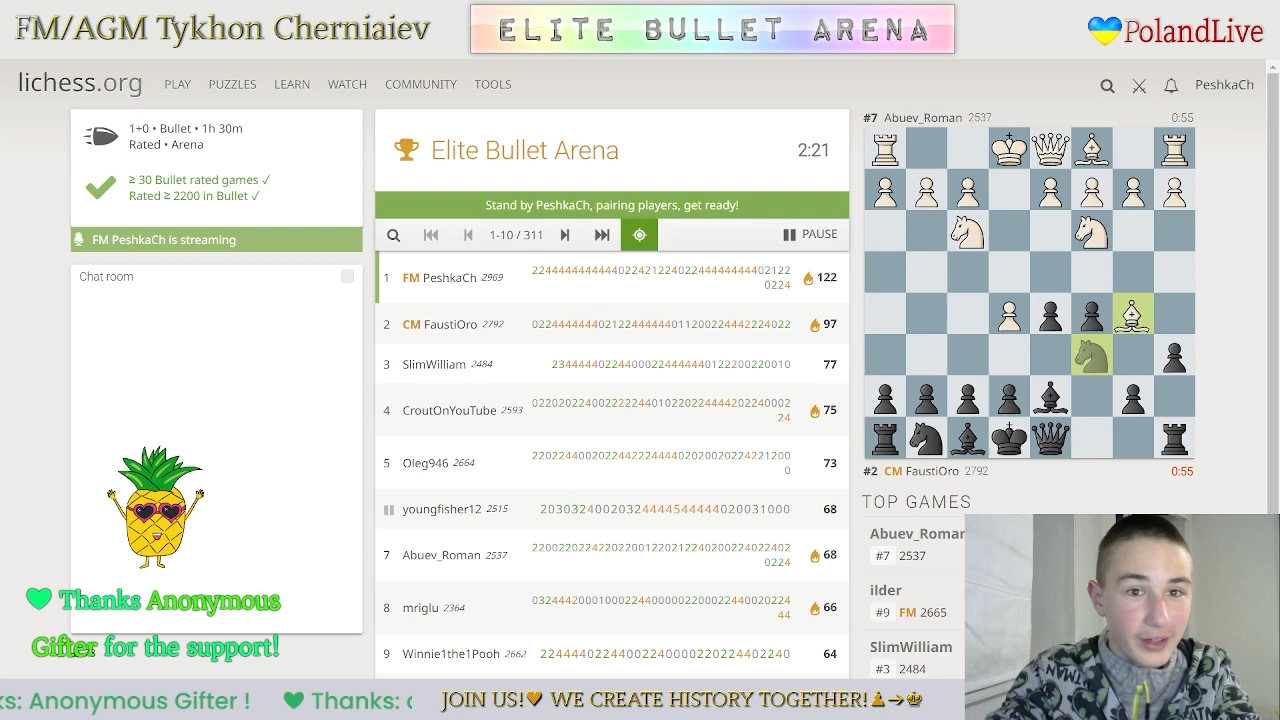 FM/AGM Tykhon Cherniaiev
ELITE BULLET ARENA
PolandLive
lichess.org
PLAY PUZZLES LEARN WATCH COMMUNITY TOOLS
PeshkaCh
1+0 • Bullet • 1h 30m
Rated • Arena
≥ 30 Bullet rated games ✓
Rated ≥ 2200 in Bullet ✓
FM PeshkaCh is streaming
Chat room
Thanks Anonymous
Gifter for the support!
Elite Bullet Arena 2:21
Stand by PeshkaCh, pairing players, get ready!
1-10 / 311 PAUSE
1 FM PeshkaCh 2969 122
2 CM FaustiOro 2792 97
3 SlimWilliam 2484 77
4 CroutOnYouTube 2593 75
5 Oleg946 2664 73
youngfisher12 2515 68
7 Abuev_Roman 2537 68
8 mriglu 2364 66
9 Winnie1the1Pooh 2662 64
#7 Abuev_Roman 2537 0:55
#2 CM FaustiOro 2792 0:55
TOP GAMES
Abuev_Roman
#7 2537
ilder
#9 FM 2665
SlimWilliam
#3 2484
ks: Anonymous Gifter ! Thanks:
JOIN US! WE CREATE HISTORY TOGETHER!